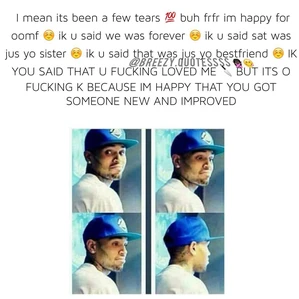 I mean its been a few tears 💯 buh frfr im happy for
oomf ☺ ik u said we was forever ☺ ik u said sat was
jus yo sister ☺ ik u said that was jus yo bestfriend ☺ IK
@BREEZY.QUOTESSSS
YOU SAID THAT U FUCKING LOVED ME 🔪 BUT ITS O
FUCKING K BECAUSE IM HAPPY THAT YOU GOT
SOMEONE NEW AND IMPROVED